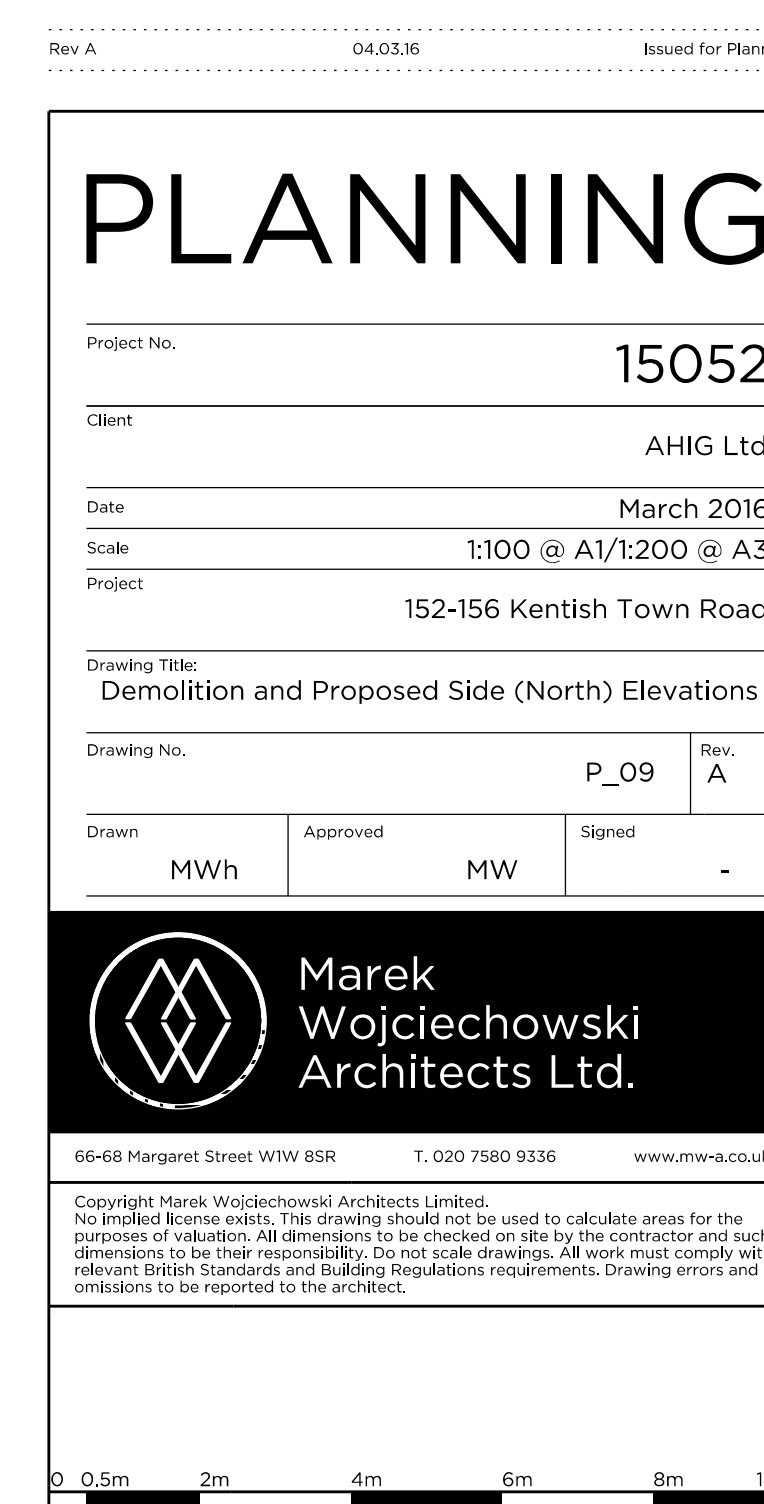 Rev A 04.03.16 Issued for Plann
PLANNING
Project No. 15052
Client
AHIG Ltd
Date March 2016
Scale 1:100 @ A1/1:200 @ A3
Project
152-156 Kentish Town Road
Drawing Title:
Demolition and Proposed Side (North) Elevations
Drawing No. Rev.
P_09 A
Drawn Approved Signed
MWh MW -
Marek
Wojciechowski
Architects Ltd.
66-68 Margaret Street W1W 8SR T. 020 7580 9336 www.mw-a.co.uk
Copyright Marek Wojciechowski Architects Limited.
No implied license exists. This drawing should not be used to calculate areas for the
purposes of valuation. All dimensions to be checked on site by the contractor and such
dimensions to be their responsibility. Do not scale drawings. All work must comply wit
relevant British Standards and Building Regulations requirements. Drawing errors and
omissions to be reported to the architect.
0 0.5m 2m 4m 6m 8m 1